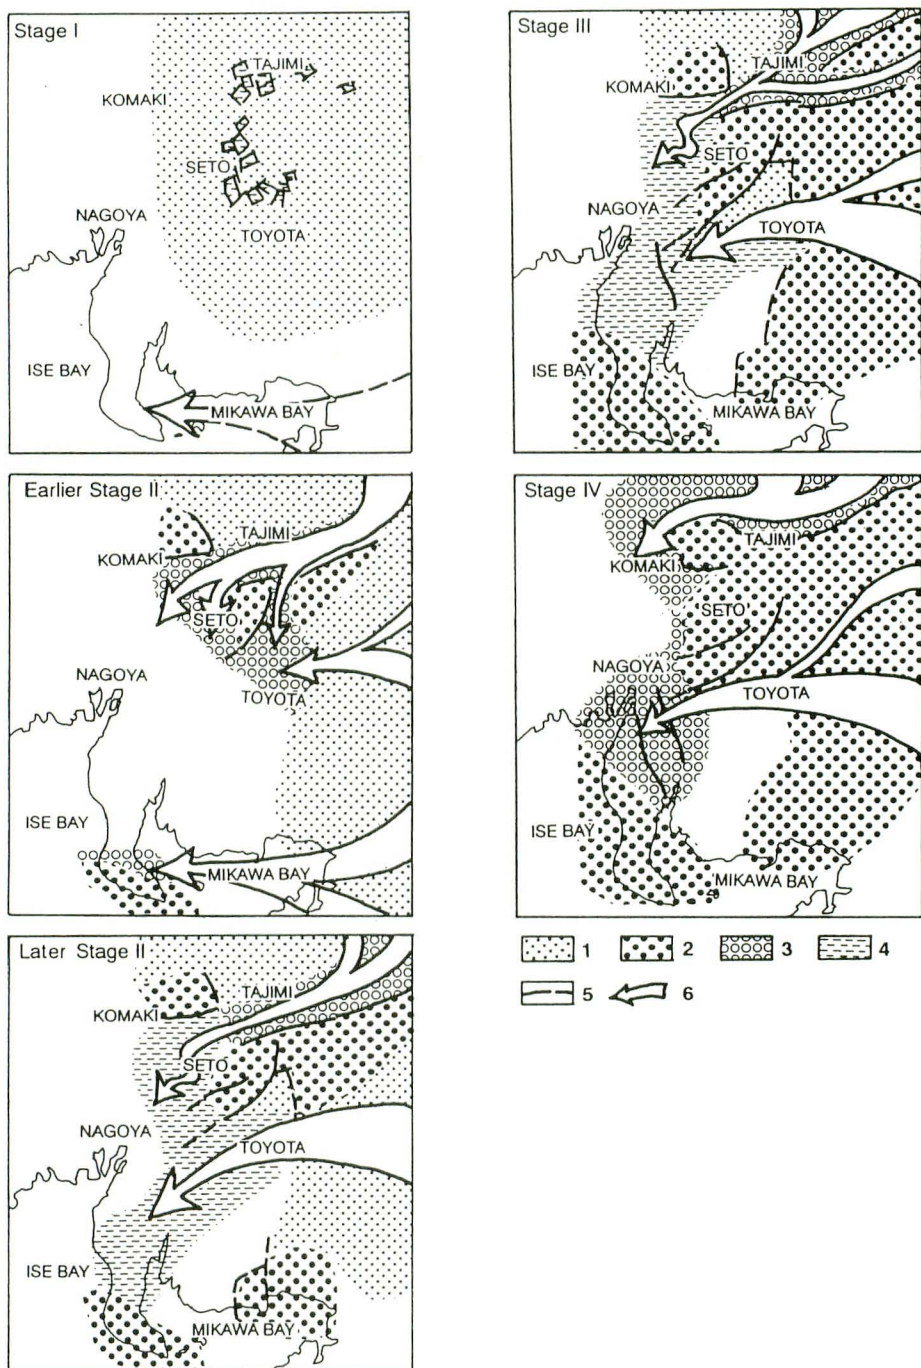 Stage I
TAJIMI
KOMAKI
SETO
NAGOYA
TOYOTA
ISE BAY
MIKAWA BAY
Earlier Stage II
TAJIMI
KOMAKI
SETO
NAGOYA
TOYOTA
ISE BAY
MIKAWA BAY
Later Stage II
TAJIMI
KOMAKI
SETO
NAGOYA
TOYOTA
ISE BAY
MIKAWA BAY
Stage III
TAJIMI
KOMAKI
SETO
NAGOYA
TOYOTA
ISE BAY
MIKAWA BAY
Stage IV
TAJIMI
KOMAKI
SETO
NAGOYA
TOYOTA
ISE BAY
MIKAWA BAY
1 2 3 4
5 6